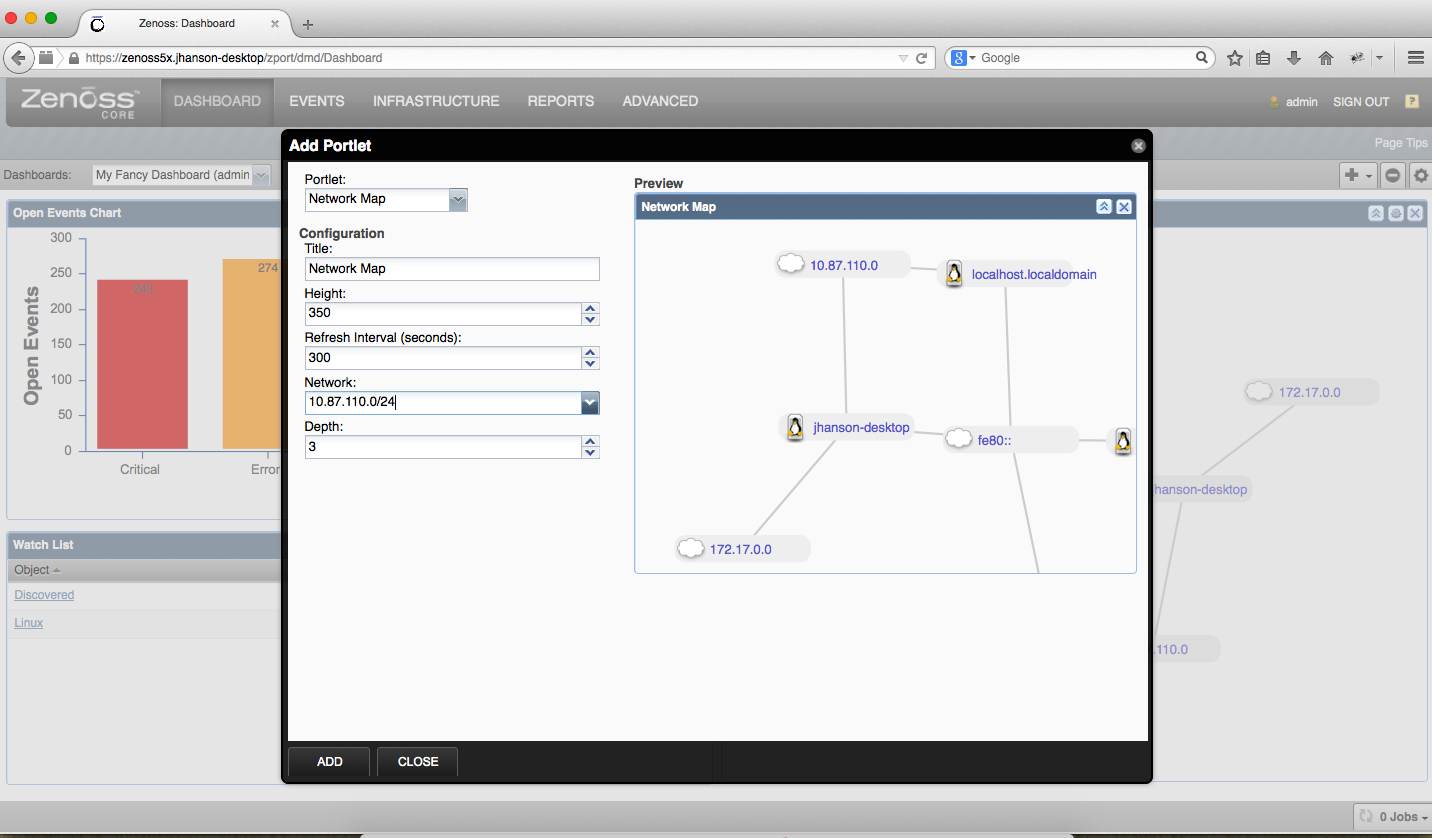 Zenoss: Dashboard
https://zenoss5x.jhanson-desktop/zport/dmd/Dashboard
Google
Zenoss™ CORE
DASHBOARD EVENTS INFRASTRUCTURE REPORTS ADVANCED
admin SIGN OUT ?
Page Tips
Dashboards: My Fancy Dashboard (admin
Open Events Chart
Open Events
300
250
200
150
100
50
0
274
Critical
Error
Watch List
Object
Discovered
Linux
Add Portlet
Portlet:
Network Map
Configuration
Title:
Network Map
Height:
350
Refresh Interval (seconds):
300
Network:
10.87.110.0/24
Depth:
3
Preview
Network Map
10.87.110.0
localhost.localdomain
jhanson-desktop
fe80::
172.17.0.0
ADD CLOSE
172.17.0.0
hanson-desktop
.110.0
0 Jobs